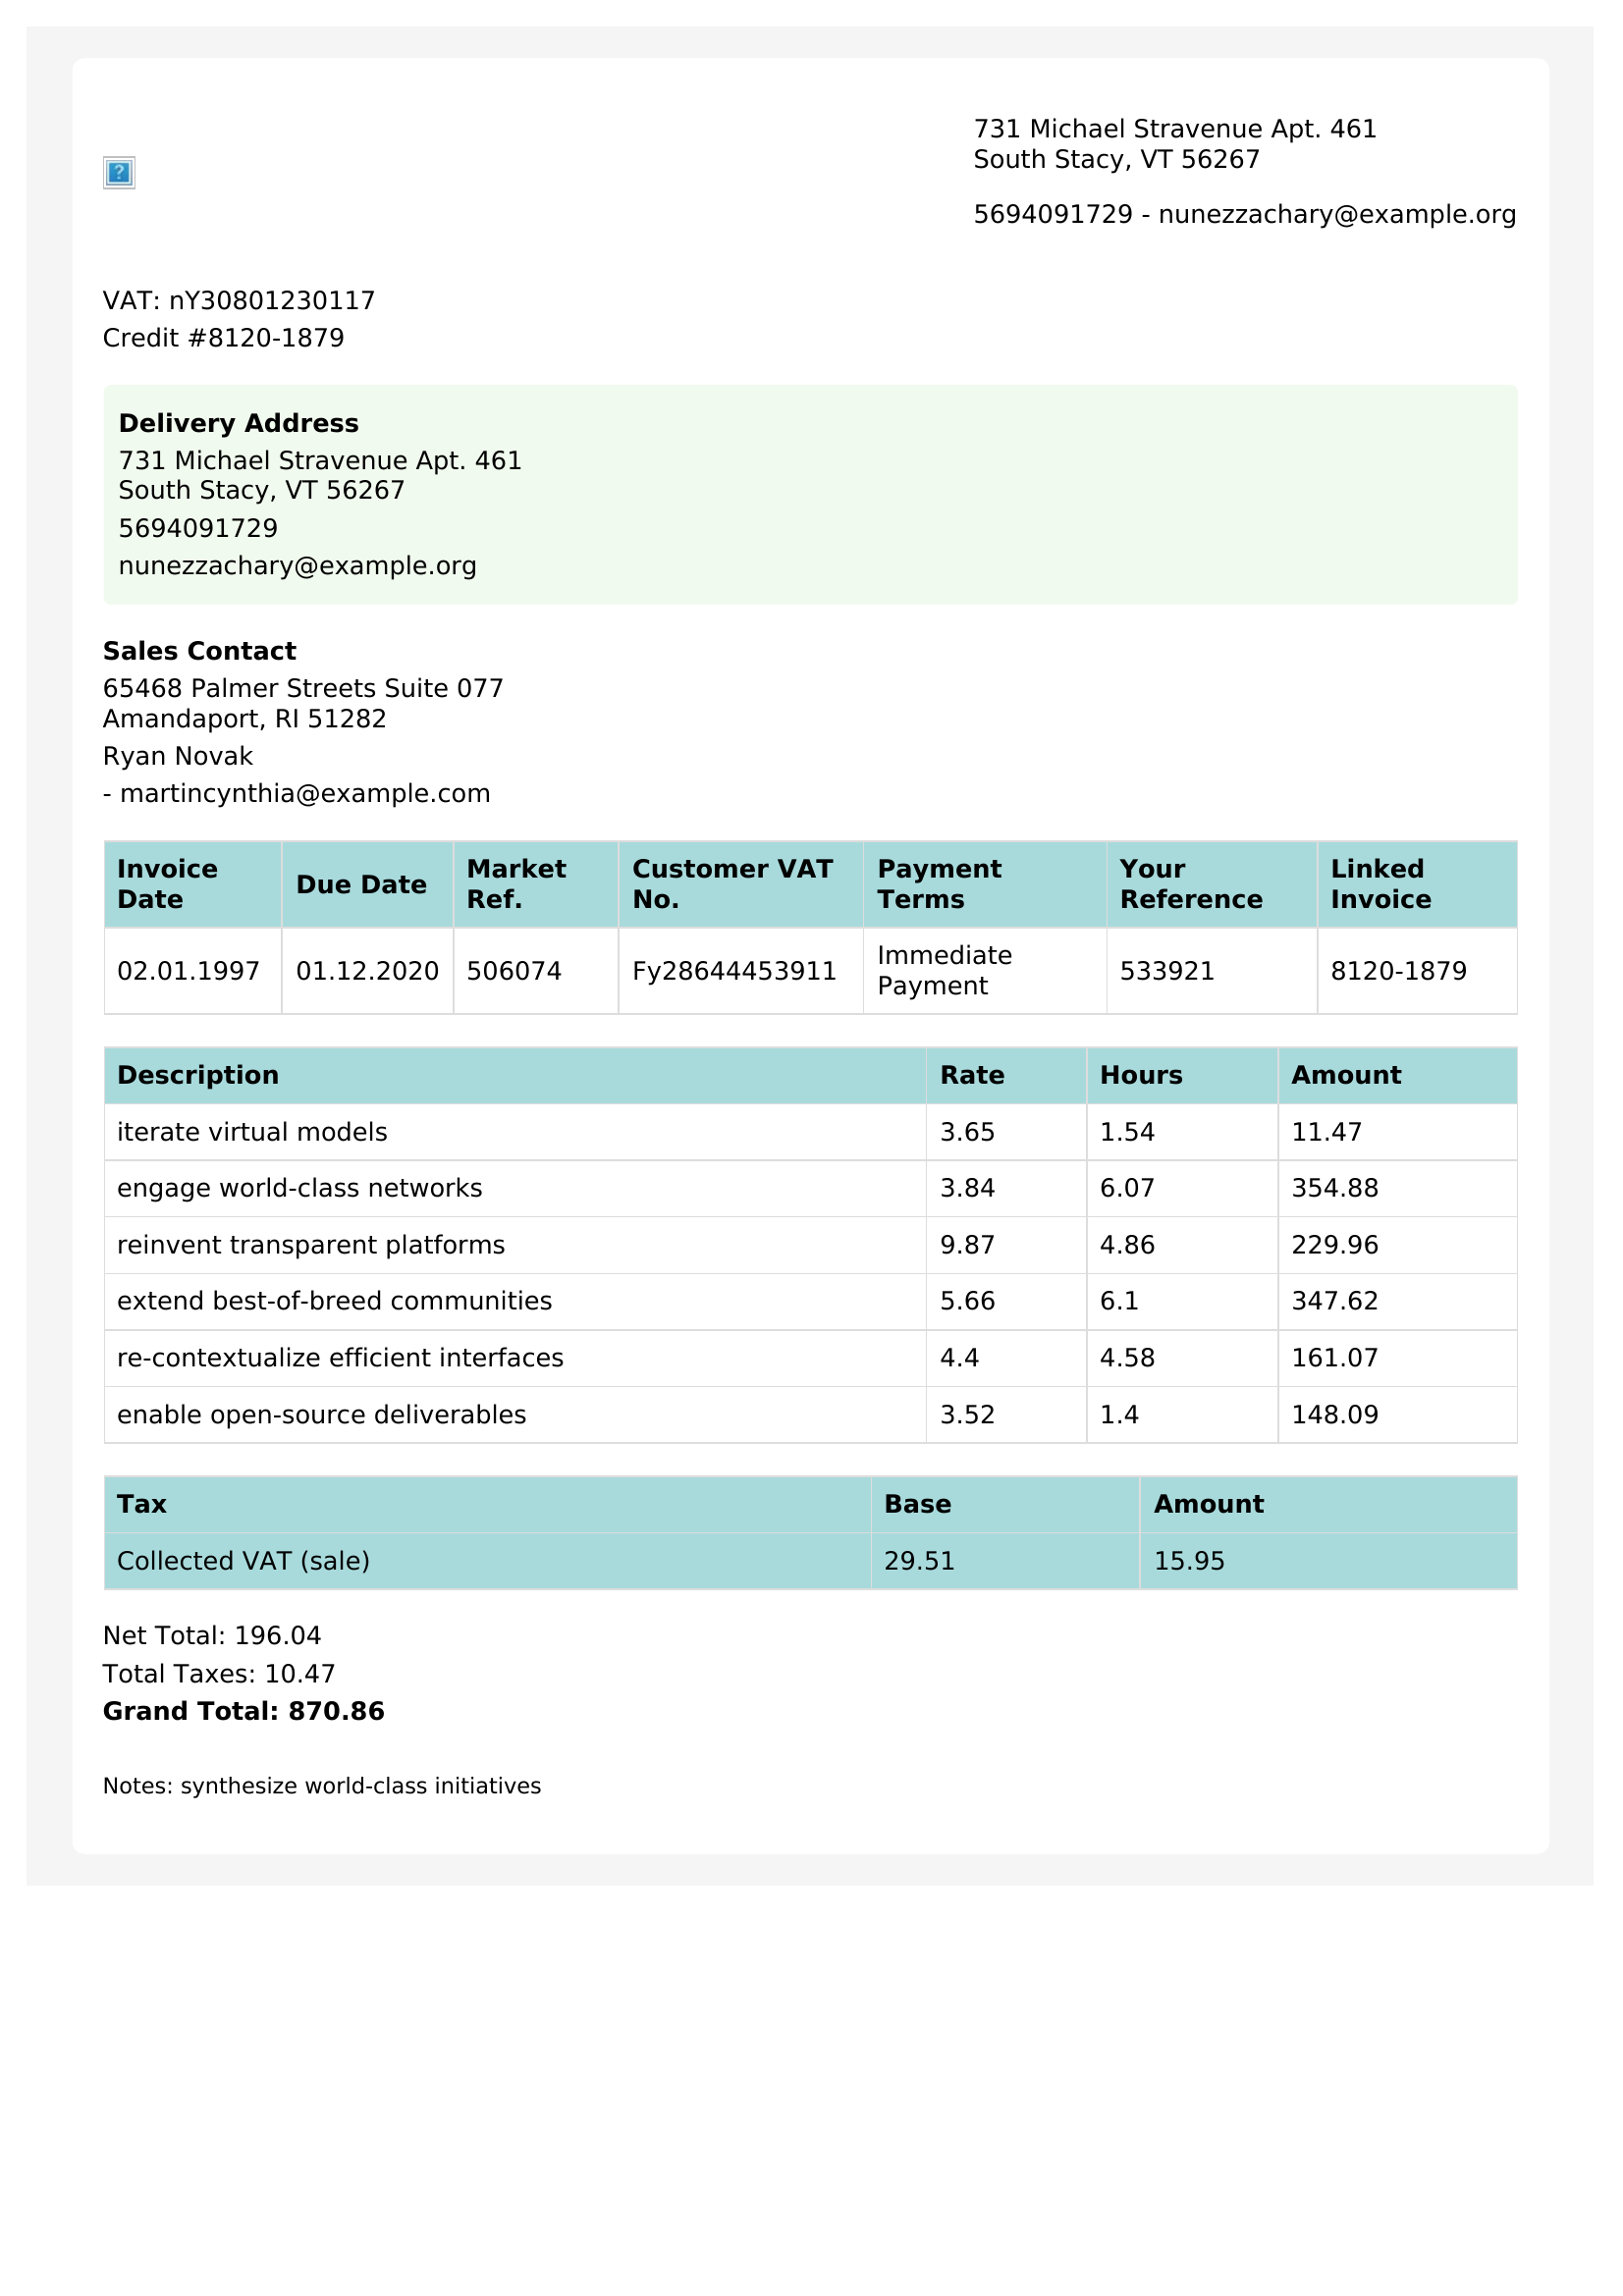 731 Michael Stravenue Apt. 461
South Stacy, VT 56267
5694091729 - nunezzachary@example.org
VAT: nY30801230117
Credit #8120-1879
Delivery Address
731 Michael Stravenue Apt. 461
South Stacy, VT 56267
5694091729
nunezzachary@example.org
Sales Contact
65468 Palmer Streets Suite 077
Amandaport, RI 51282
Ryan Novak
- martincynthia@example.com
Invoice Date Due Date Market Ref. Customer VAT No. Payment Terms Your Reference Linked Invoice
02.01.1997 01.12.2020 506074 Fy28644453911 Immediate Payment 533921 8120-1879
Description Rate Hours Amount
iterate virtual models 3.65 1.54 11.47
engage world-class networks 3.84 6.07 354.88
reinvent transparent platforms 9.87 4.86 229.96
extend best-of-breed communities 5.66 6.1 347.62
re-contextualize efficient interfaces 4.4 4.58 161.07
enable open-source deliverables 3.52 1.4 148.09
Tax Base Amount
Collected VAT (sale) 29.51 15.95
Net Total: 196.04
Total Taxes: 10.47
Grand Total: 870.86
Notes: synthesize world-class initiatives